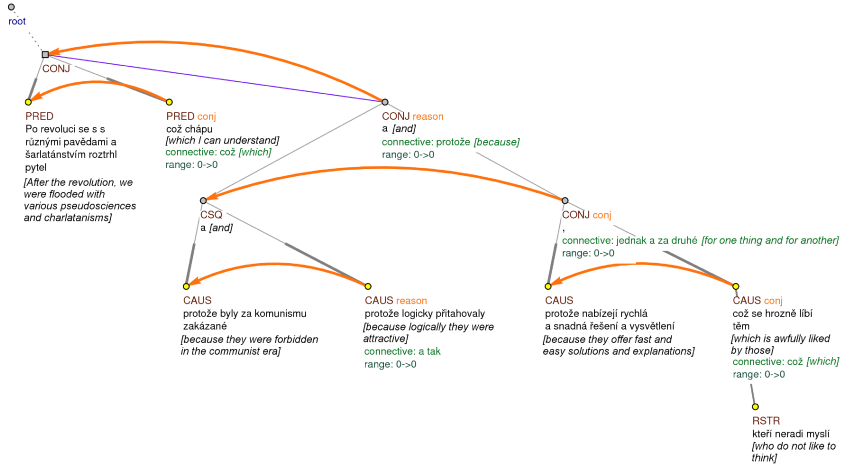 root
CONJ
PRED
Po revoluci se s s
různými pavědami a
šarlatánstvím roztrhl
pytel
[After the revolution, we
were flooded with
various pseudosciences
and charlatanisms]
PRED conj
což chápu
[which I can understand]
connective: což [which]
range: 0->0
CONJ reason
a [and]
connective: protože [because]
range: 0->0
CSQ
a [and]
CONJ conj
,
connective: jednak a za druhé [for one thing and for another]
range: 0->0
CAUS
protože byly za komunismu
zakázané
[because they were forbidden
in the communist era]
CAUS reason
protože logicky přitahovaly
[because logically they were
attractive]
connective: a tak
range: 0->0
CAUS
protože nabízejí rychlá
a snadná řešení a vysvětlení
[because they offer fast and
easy solutions and explanations]
CAUS conj
což se hrozně líbí
těm
[which is awfully liked
by those]
connective: což [which]
range: 0->0
RSTR
kteří neradi myslí
[who do not like to
think]